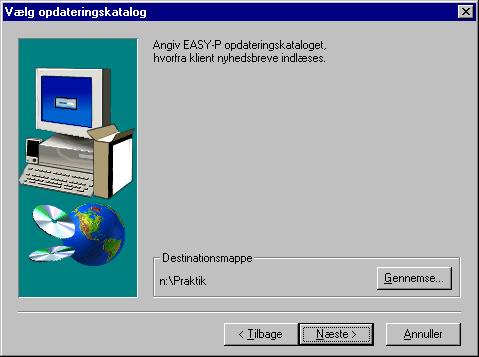 Vælg opdateringskatalog
Angiv EASY-P opdateringskataloget,
hvorfra klient nyhedsbreve indlæses.
Destinationsmappe
n:\Praktik
Gennemse...
< Tilbage
Næste >
Annuller